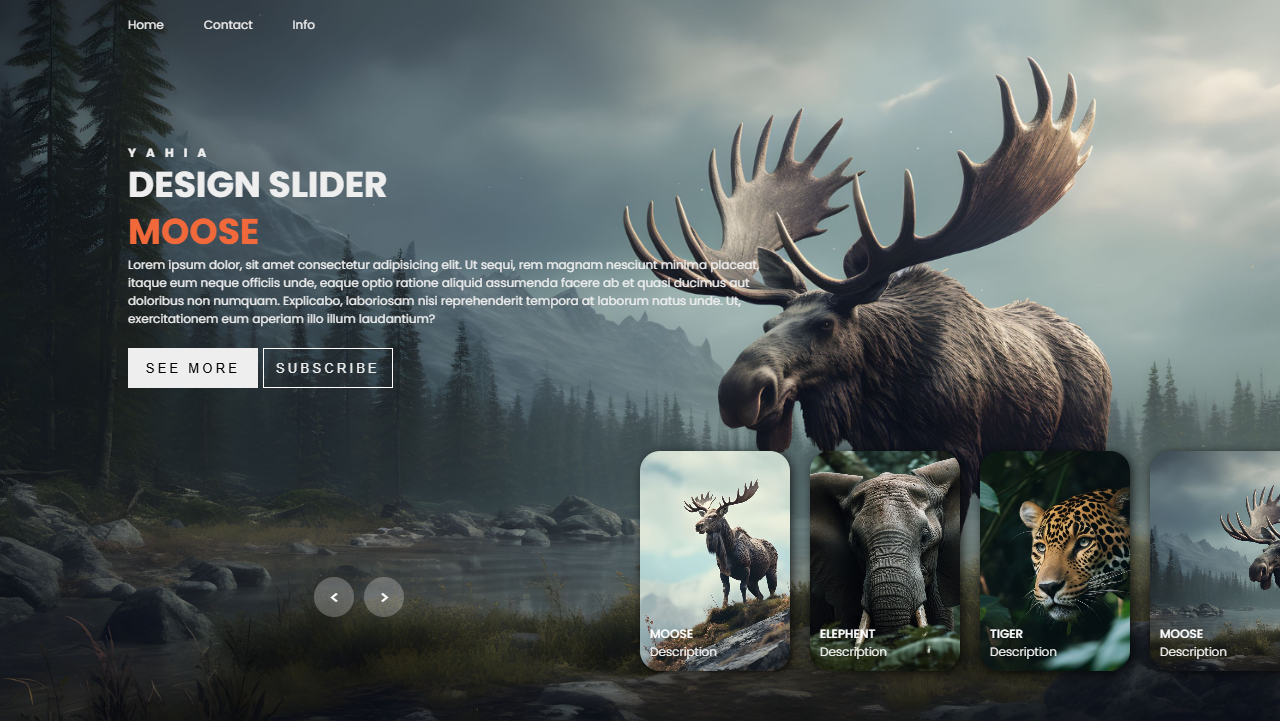 Home Contact Info
YAHIA
DESIGN SLIDER
MOOSE
Lorem ipsum dolor, sit amet consectetur adipisicing elit. Ut sequi, rem magnam nesciunt minima placeat,
itaque eum neque officiis unde, eaque optio ratione aliquid assumenda facere ab et quasi ducimus aut
doloribus non numquam. Explicabo, laboriosam nisi reprehenderit tempora at laborum natus unde. Ut,
exercitationem eum aperiam illo illum laudantium?
SEE MORE SUBSCRIBE
< >
MOOSE
Description
ELEPHENT
Description
TIGER
Description
MOOSE
Description